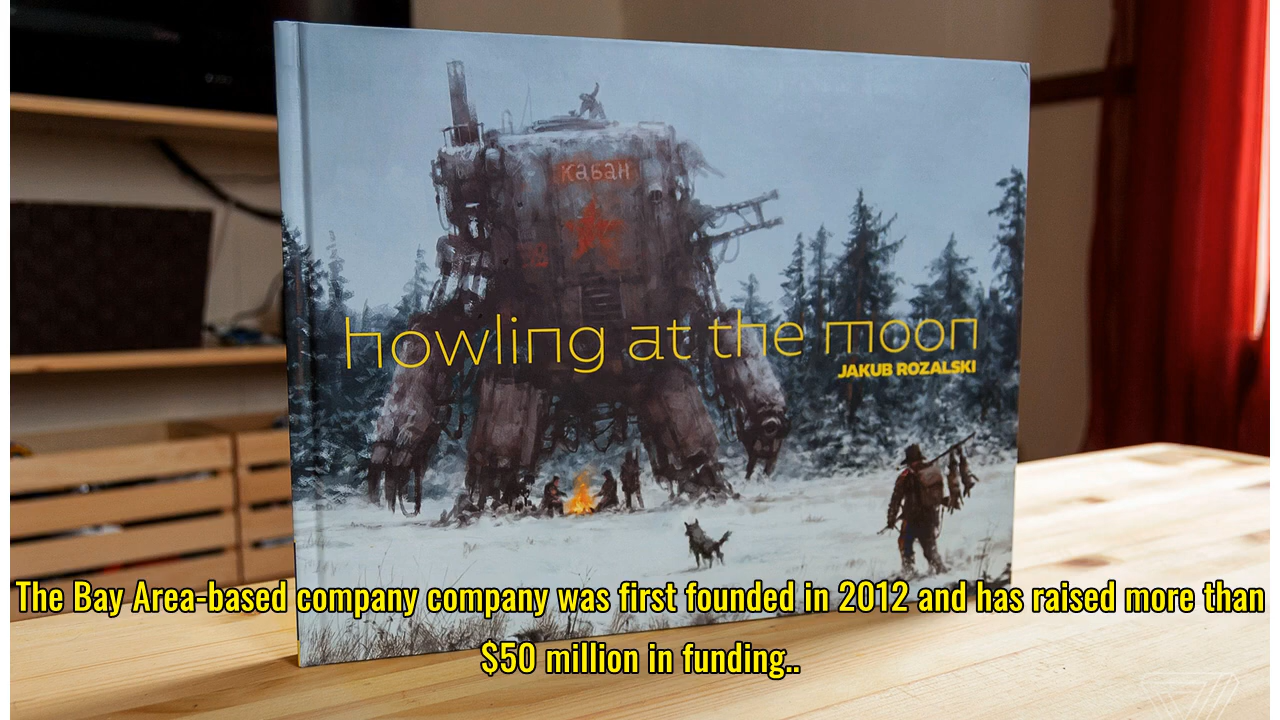 кабан
howling at the moon
JAKUB ROZALSKI
The Bay Area-based company company was first founded in 2012 and has raised more than
$50 million in funding..